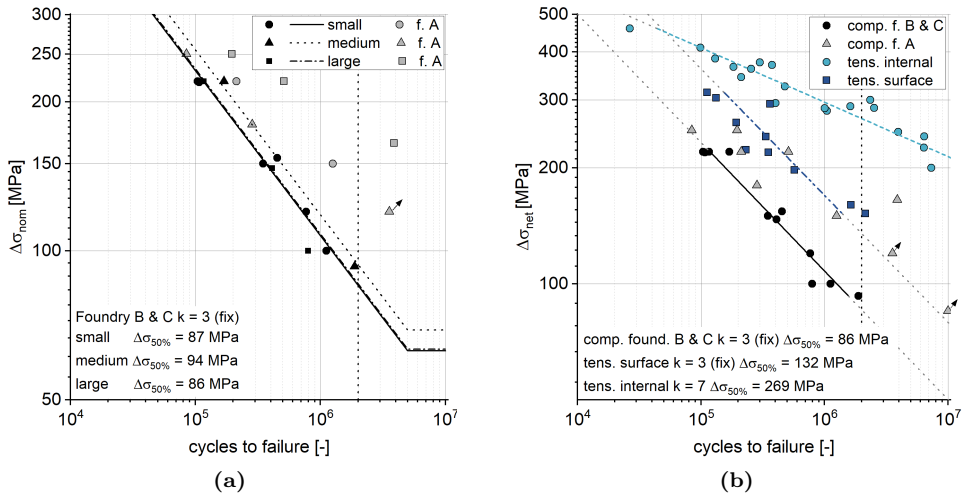 300
250
200
150
100
50
Δσnom [MPa]
small f. A
medium f. A
large f. A
Foundry B & C k = 3 (fix)
small Δσ50% = 87 MPa
medium Δσ50% = 94 MPa
large Δσ50% = 86 MPa
10^4 10^5 10^6 10^7
cycles to failure [-]
(a)
500
400
300
200
100
Δσnet [MPa]
comp. f. B & C
comp. f. A
tens. internal
tens. surface
comp. found. B & C k = 3 (fix) Δσ50% = 86 MPa
tens. surface k = 3 (fix) Δσ50% = 132 MPa
tens. internal k = 7 Δσ50% = 269 MPa
10^4 10^5 10^6 10^7
cycles to failure [-]
(b)